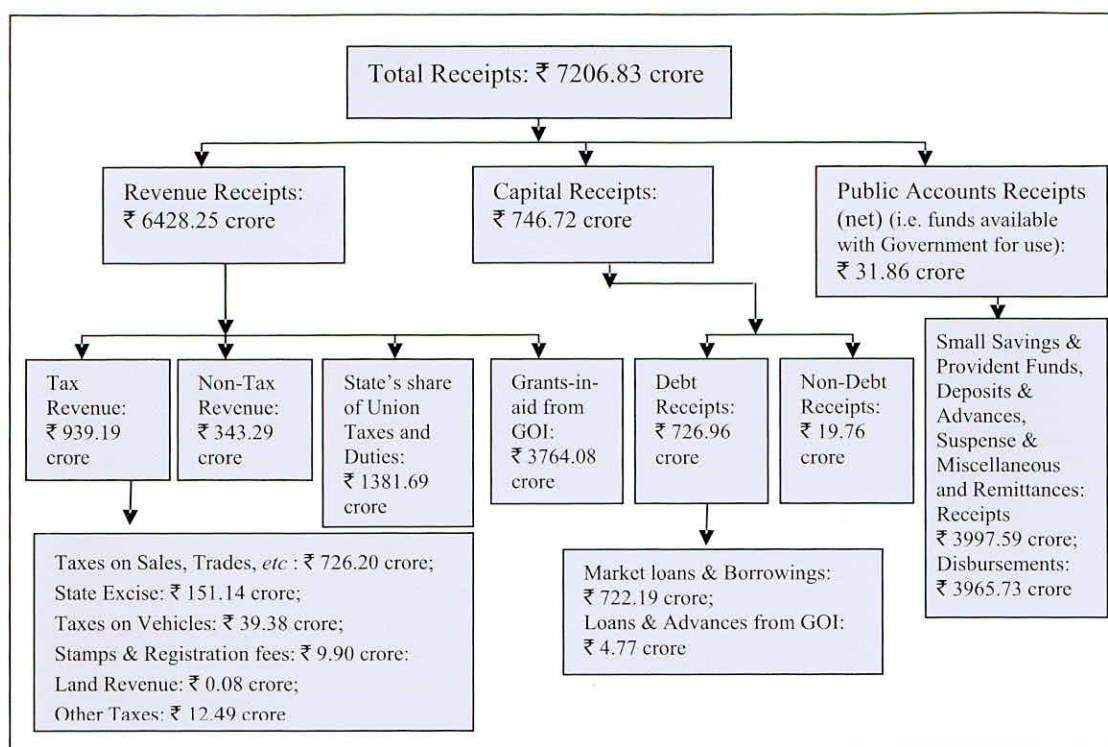 Total Receipts: ₹ 7206.83 crore
Revenue Receipts:
₹ 6428.25 crore
Capital Receipts:
₹ 746.72 crore
Public Accounts Receipts
(net) (i.e. funds available
with Government for use):
₹ 31.86 crore
Tax
Revenue:
₹ 939.19
crore
Non-Tax
Revenue:
₹ 343.29
crore
State's share
of Union
Taxes and
Duties:
₹ 1381.69
crore
Grants-in-
aid from
GOI:
₹ 3764.08
crore
Debt
Receipts:
₹ 726.96
crore
Non-Debt
Receipts:
₹ 19.76
crore
Small Savings &
Provident Funds,
Deposits &
Advances,
Suspense &
Miscellaneous
and Remittances:
Receipts
₹ 3997.59 crore;
Disbursements:
₹ 3965.73 crore
Taxes on Sales, Trades, etc : ₹ 726.20 crore;
State Excise: ₹ 151.14 crore;
Taxes on Vehicles: ₹ 39.38 crore;
Stamps & Registration fees: ₹ 9.90 crore:
Land Revenue: ₹ 0.08 crore;
Other Taxes: ₹ 12.49 crore
Market loans & Borrowings:
₹ 722.19 crore;
Loans & Advances from GOI:
₹ 4.77 crore